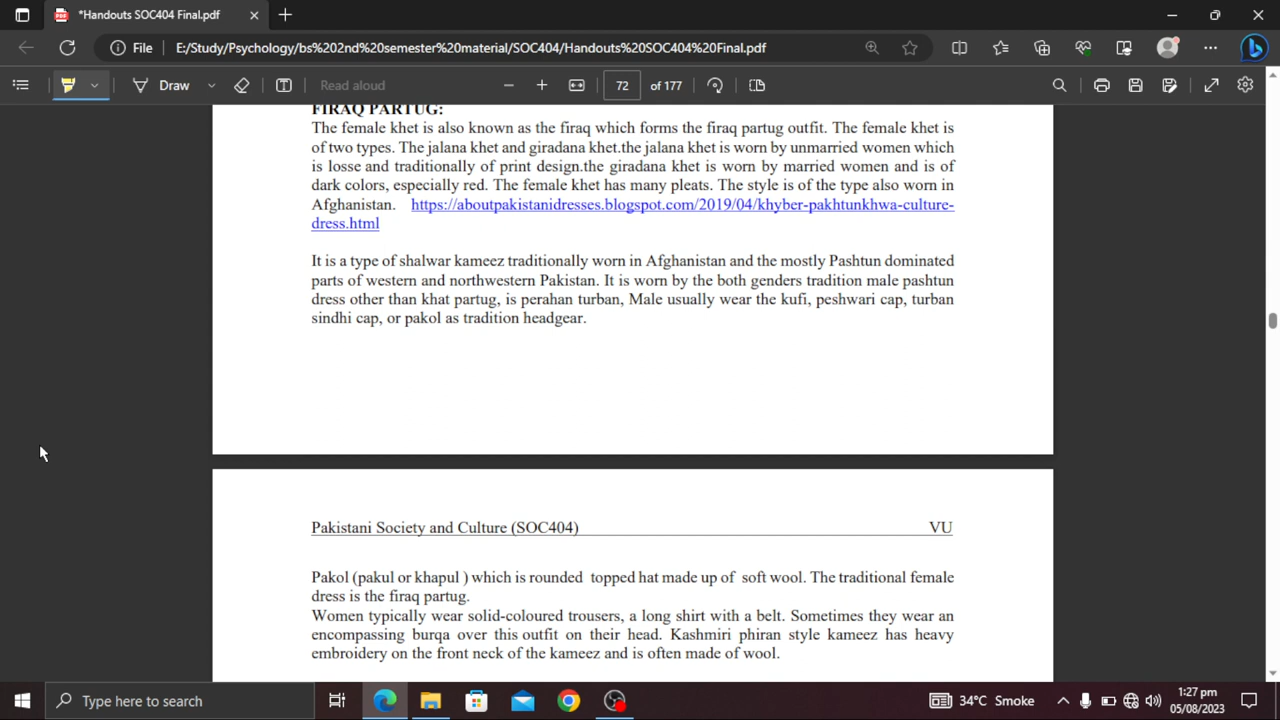 *Handouts SOC404 Final.pdf
File E:/Study/Psychology/bs%202nd%20semester%20material/SOC404/Handouts%20SOC404%20Final.pdf
Draw Read aloud 72 of 177
FIRAQ PARTUG:
The female khet is also known as the firaq which forms the firaq partug outfit. The female khet is
of two types. The jalana khet and giradana khet.the jalana khet is worn by unmarried women which
is losse and traditionally of print design.the giradana khet is worn by married women and is of
dark colors, especially red. The female khet has many pleats. The style is of the type also worn in
Afghanistan. https://aboutpakistanidresses.blogspot.com/2019/04/khyber-pakhtunkhwa-culture-
dress.html
It is a type of shalwar kameez traditionally worn in Afghanistan and the mostly Pashtun dominated
parts of western and northwestern Pakistan. It is worn by the both genders tradition male pashtun
dress other than khat partug, is perahan turban, Male usually wear the kufi, peshwari cap, turban
sindhi cap, or pakol as tradition headgear.
Pakistani Society and Culture (SOC404) VU
Pakol (pakul or khapul ) which is rounded topped hat made up of soft wool. The traditional female
dress is the firaq partug.
Women typically wear solid-coloured trousers, a long shirt with a belt. Sometimes they wear an
encompassing burqa over this outfit on their head. Kashmiri phiran style kameez has heavy
embroidery on the front neck of the kameez and is often made of wool.
Type here to search 34°C Smoke 1:27 pm
05/08/2023